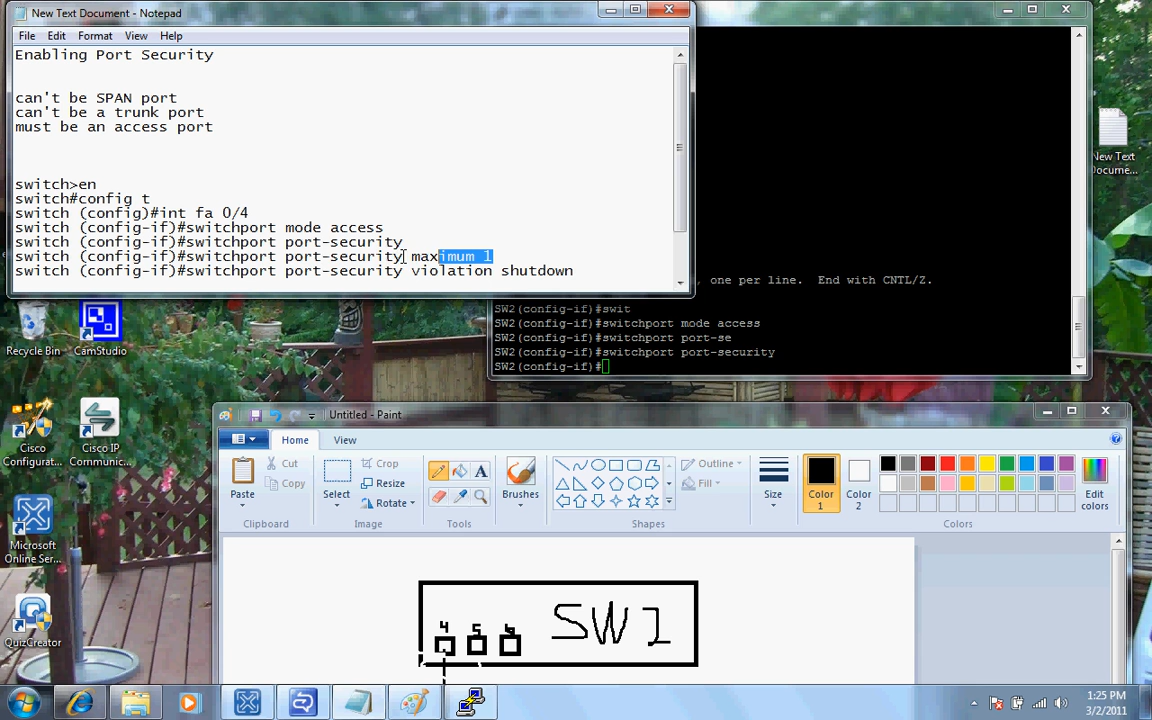 New Text Document - Notepad
File Edit Format View Help
Enabling Port Security
can't be SPAN port
can't be a trunk port
must be an access port
switch>en
switch#config t
switch (config)#int fa 0/4
switch (config-if)#switchport mode access
switch (config-if)#switchport port-security
switch (config-if)#switchport port-security maximum 1
switch (config-if)#switchport port-security violation shutdown
, one per line.  End with CNTL/Z.
SW2(config-if)#swit
SW2(config-if)#switchport mode access
SW2(config-if)#switchport port-se
SW2(config-if)#switchport port-security
SW2(config-if)#
New Text
Docume...
Recycle Bin
CamStudio
Cisco
Configurat...
Cisco IP
Communic...
Microsoft
Online Ser...
QuizCreator
Untitled - Paint
Home View
Paste
Cut
Copy
Clipboard
Select
Crop
Resize
Rotate
Image
A
Tools
Brushes
Outline
Fill
Shapes
Size
Color
1
Color
2
Edit
colors
Colors
4 5 6
SW1
1:25 PM
3/2/2011